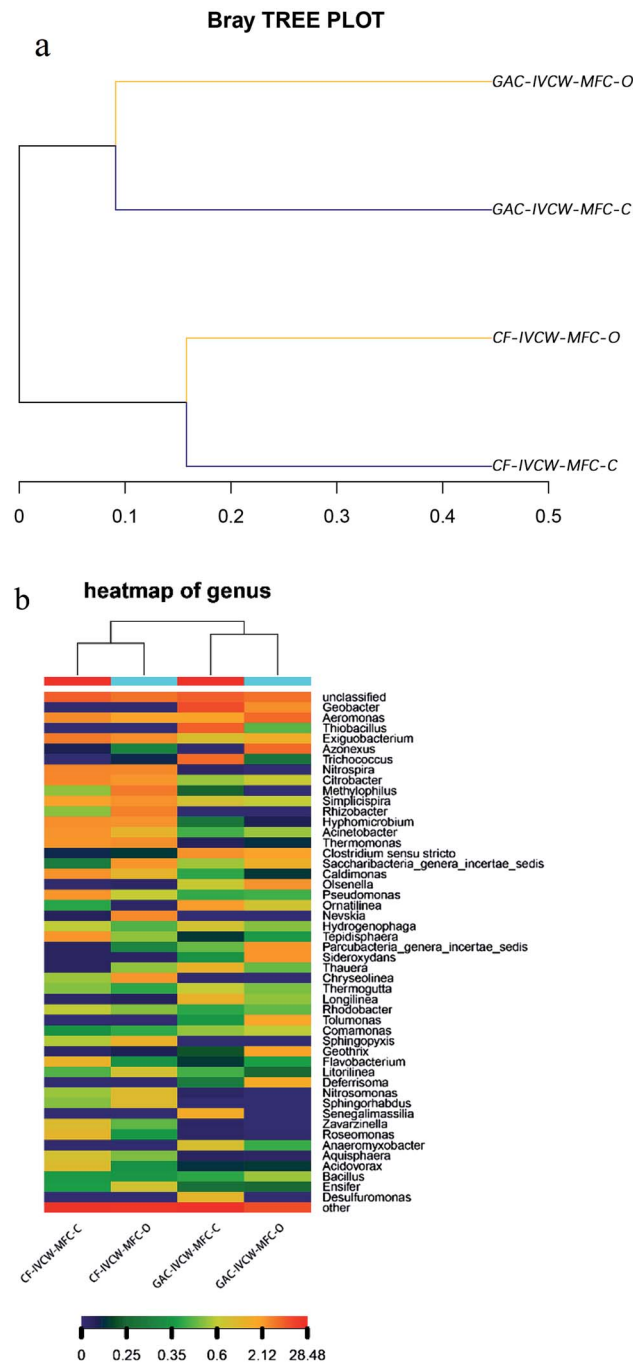 Bray TREE PLOT
a
GAC-IVCW-MFC-O
GAC-IVCW-MFC-C
CF-IVCW-MFC-O
CF-IVCW-MFC-C
0 0.1 0.2 0.3 0.4 0.5
b
heatmap of genus
unclassified
Geobacter
Aeromonas
Thiobacillus
Exiguobacterium
Azonexus
Trichococcus
Nitrospira
Citrobacter
Methylophilus
Simplicispira
Rhizobacter
Hyphomicrobium
Acinetobacter
Thermomonas
Clostridium sensu stricto
Saccharibacteria_genera_incertae_sedis
Caldimonas
Olsenella
Pseudomonas
Ornatilinea
Nevskia
Hydrogenophaga
Tepidisphaera
Parcubacteria_genera_incertae_sedis
Sideroxydans
Thauera
Chryseolinea
Thermogutta
Longilinea
Rhodobacter
Tolumonas
Comamonas
Sphingopyxis
Geothrix
Flavobacterium
Litorilinea
Deferrisoma
Nitrosomonas
Sphingorhabdus
Senegalimassilia
Zavarzinella
Roseomonas
Anaeromyxobacter
Aquisphaera
Acidovorax
Bacillus
Ensifer
Desulfuromonas
other
CF-IVCW-MFC-C CF-IVCW-MFC-O GAC-IVCW-MFC-C GAC-IVCW-MFC-O
0 0.25 0.35 0.6 2.12 28.48